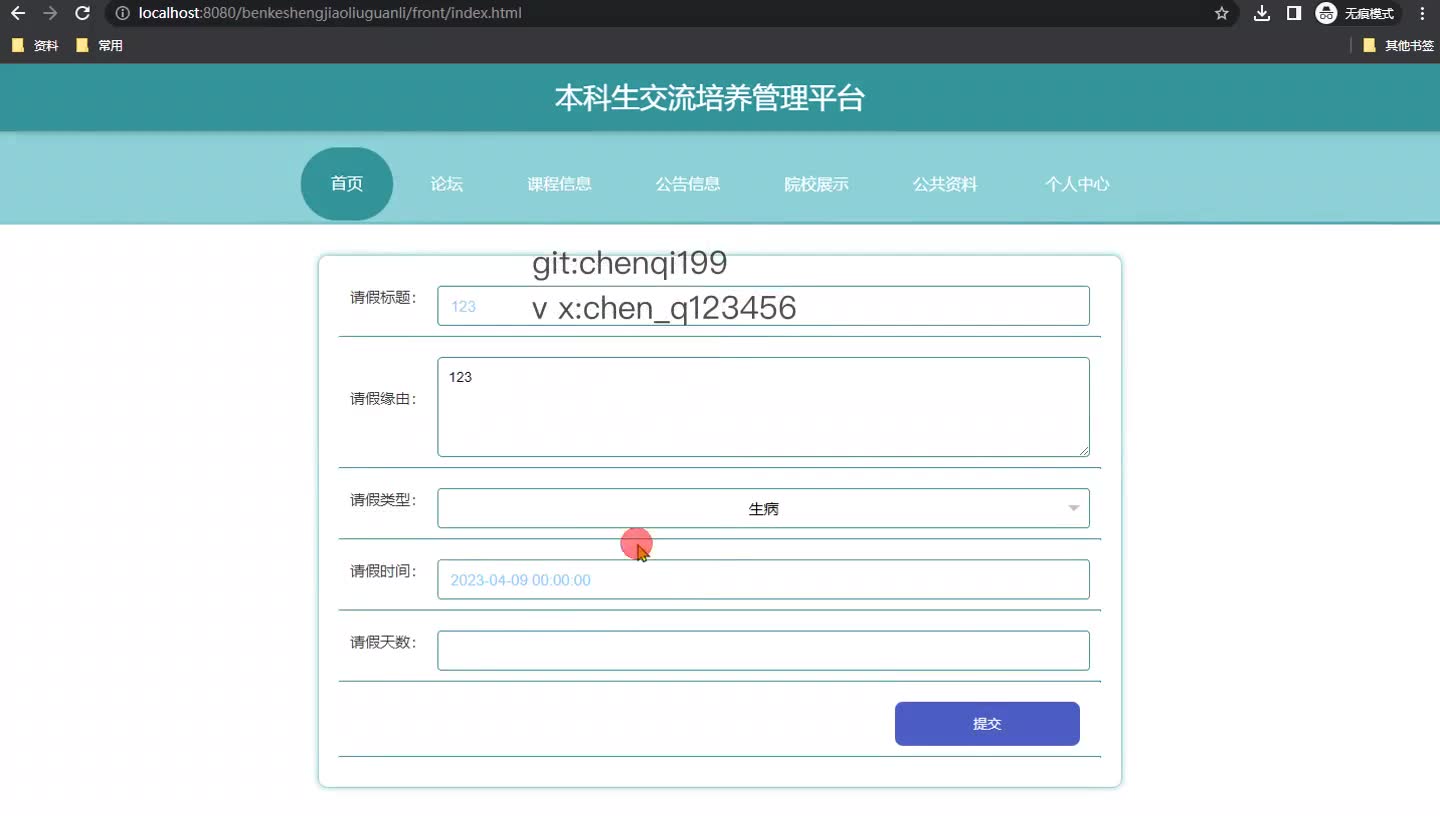 localhost:8080/benkeshengjiaoliuguanli/front/index.html
无痕模式
资料 常用 其他书签
本科生交流培养管理平台
首页 论坛 课程信息 公告信息 院校展示 公共资料 个人中心
git:chenqi199
请假标题： 123
v x:chen_q123456
请假缘由： 123
请假类型： 生病
请假时间： 2023-04-09 00:00:00
请假天数：
提交